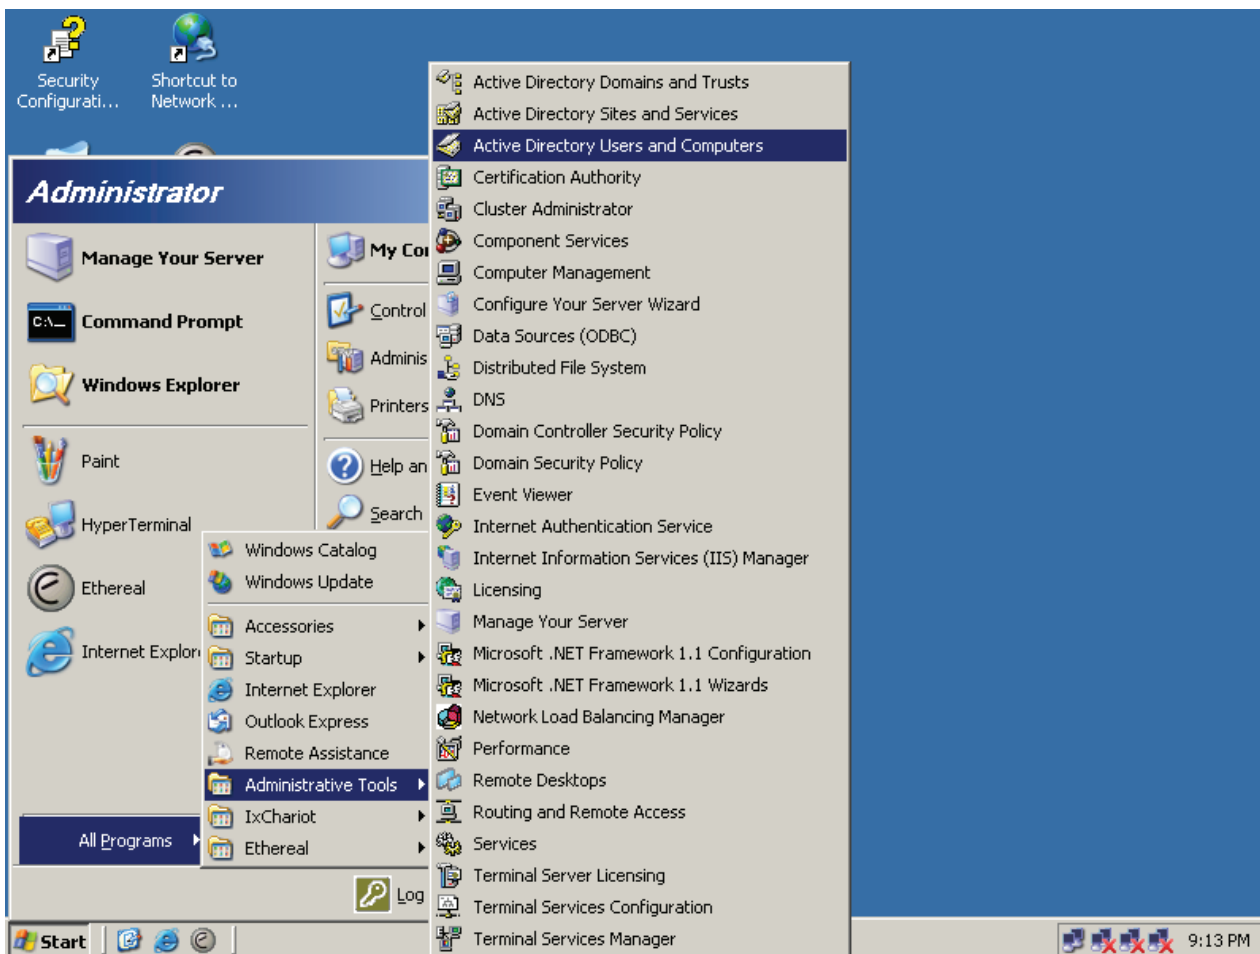 Security
Configurati...
Shortcut to
Network ...
Administrator
Manage Your Server
Command Prompt
Windows Explorer
Paint
HyperTerminal
Ethereal
Internet Explor
All Programs
My Co
Control
Adminis
Printers
Help an
Search
Log
Windows Catalog
Windows Update
Accessories
Startup
Internet Explorer
Outlook Express
Remote Assistance
Administrative Tools
IxChariot
Ethereal
Active Directory Domains and Trusts
Active Directory Sites and Services
Active Directory Users and Computers
Certification Authority
Cluster Administrator
Component Services
Computer Management
Configure Your Server Wizard
Data Sources (ODBC)
Distributed File System
DNS
Domain Controller Security Policy
Domain Security Policy
Event Viewer
Internet Authentication Service
Internet Information Services (IIS) Manager
Licensing
Manage Your Server
Microsoft .NET Framework 1.1 Configuration
Microsoft .NET Framework 1.1 Wizards
Network Load Balancing Manager
Performance
Remote Desktops
Routing and Remote Access
Services
Terminal Server Licensing
Terminal Services Configuration
Terminal Services Manager
Start
9:13 PM